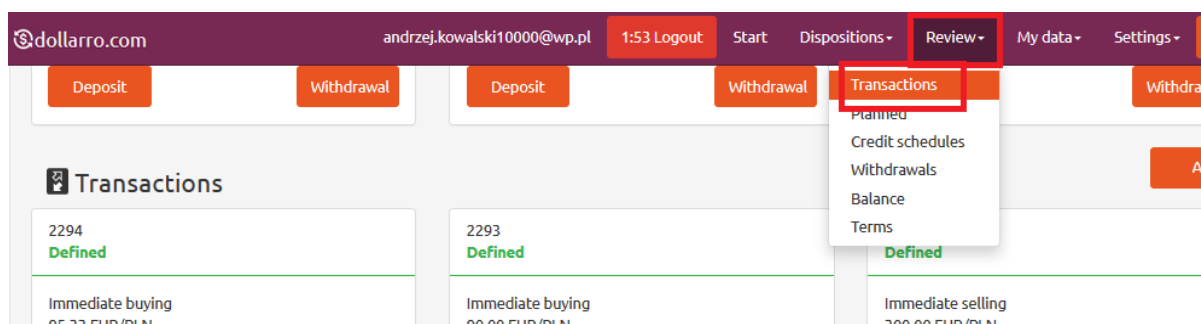 dollarro.com andrzej.kowalski10000@wp.pl 1:53 Logout Start Dispositions Review My data Settings
Deposit Withdrawal Deposit Withdrawal
Transactions
Planned
Credit schedules
Withdrawals
Balance
Terms
Transactions
2294
Defined
2293
Defined
Defined
Immediate buying
Immediate buying
Immediate selling